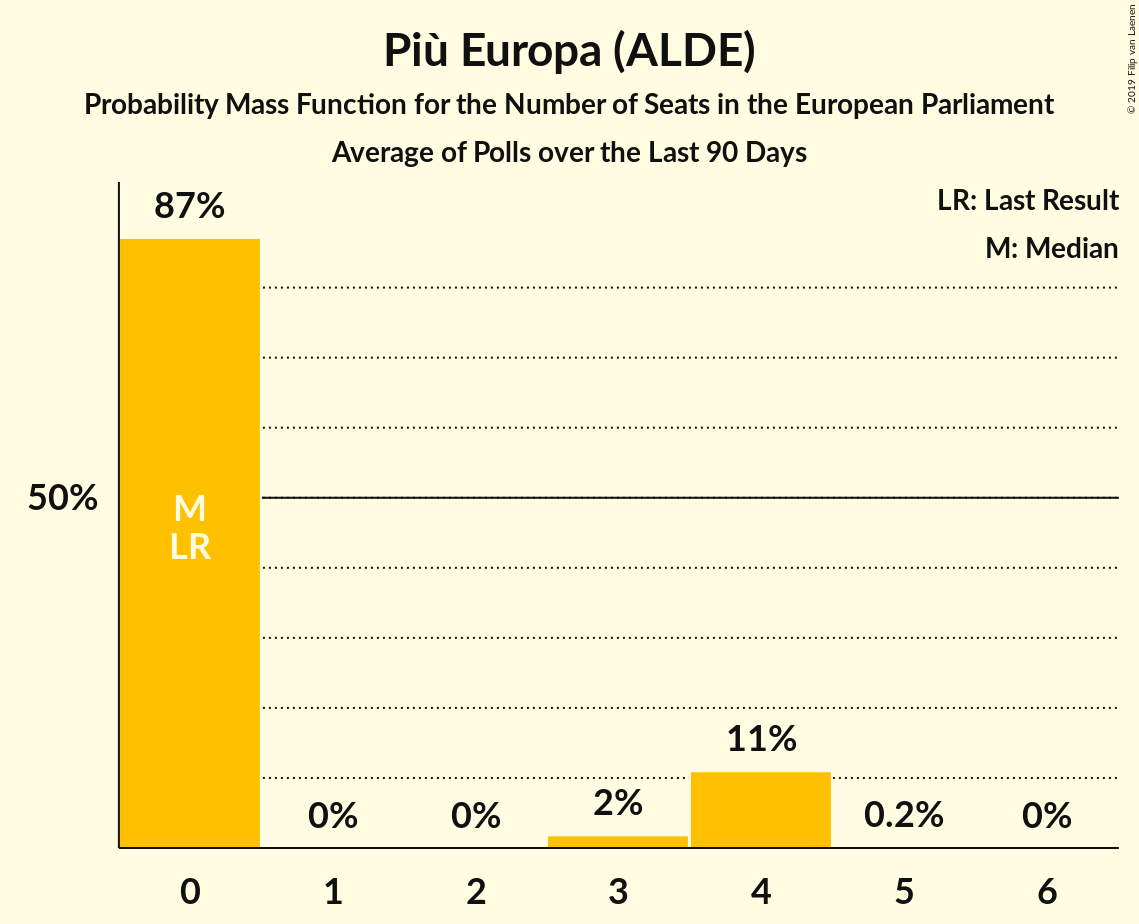 Più Europa (ALDE)
Probability Mass Function for the Number of Seats in the European Parliament
Average of Polls over the Last 90 Days
© 2019 Filip van Laenen
LR: Last Result
M: Median
87%
50%
M
LR
0%
0%
2%
11%
0.2%
0%
0 1 2 3 4 5 6